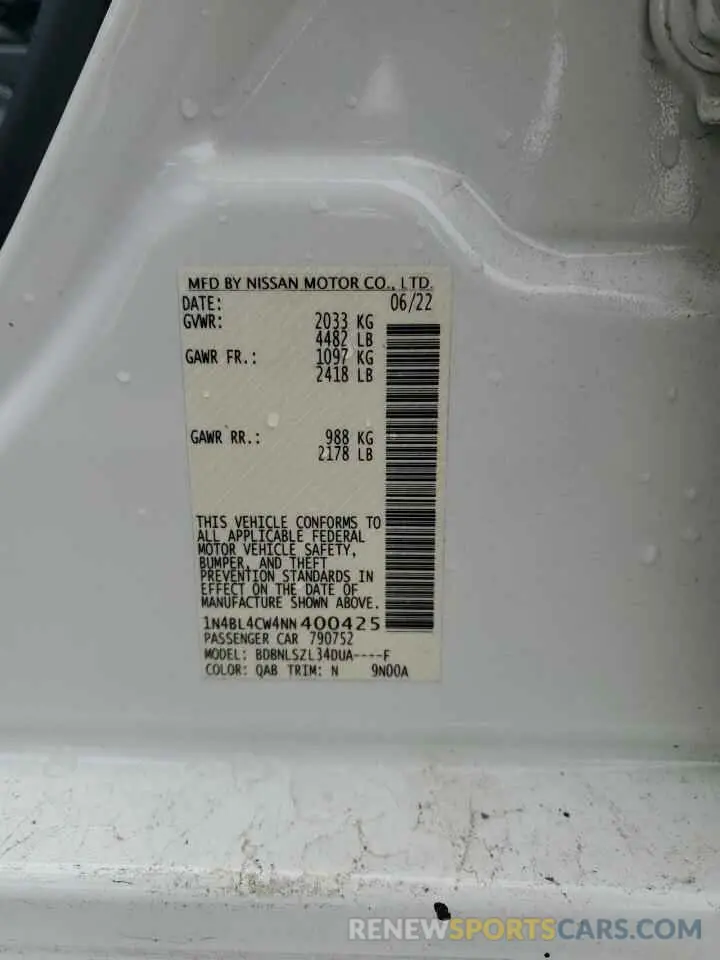 MFD BY NISSAN MOTOR CO., LTD.
DATE: 06/22
GVWR: 2033 KG
4482 LB
GAWR FR.: 1097 KG
2418 LB
GAWR RR.: 988 KG
2178 LB
THIS VEHICLE CONFORMS TO
ALL APPLICABLE FEDERAL
MOTOR VEHICLE SAFETY,
BUMPER, AND THEFT
PREVENTION STANDARDS IN
EFFECT ON THE DATE OF
MANUFACTURE SHOWN ABOVE.
1N4BL4CW4NN400425
PASSENGER CAR 790752
MODEL: BDBNLSZL34DUA----F
COLOR: QAB TRIM: N 9N00A
RENEWSPORTSCARS.COM